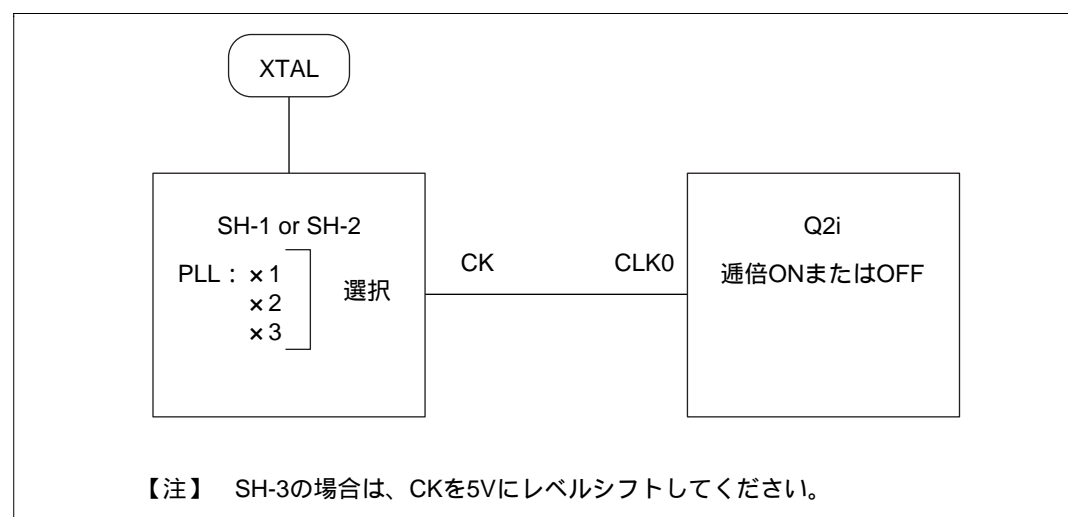 XTAL
SH-1 or SH-2
PLL：×1
×2
×3
選択
CK
CLK0
Q2i
逓倍ONまたはOFF
【注】　SH-3の場合は、CKを5Vにレベルシフトしてください。